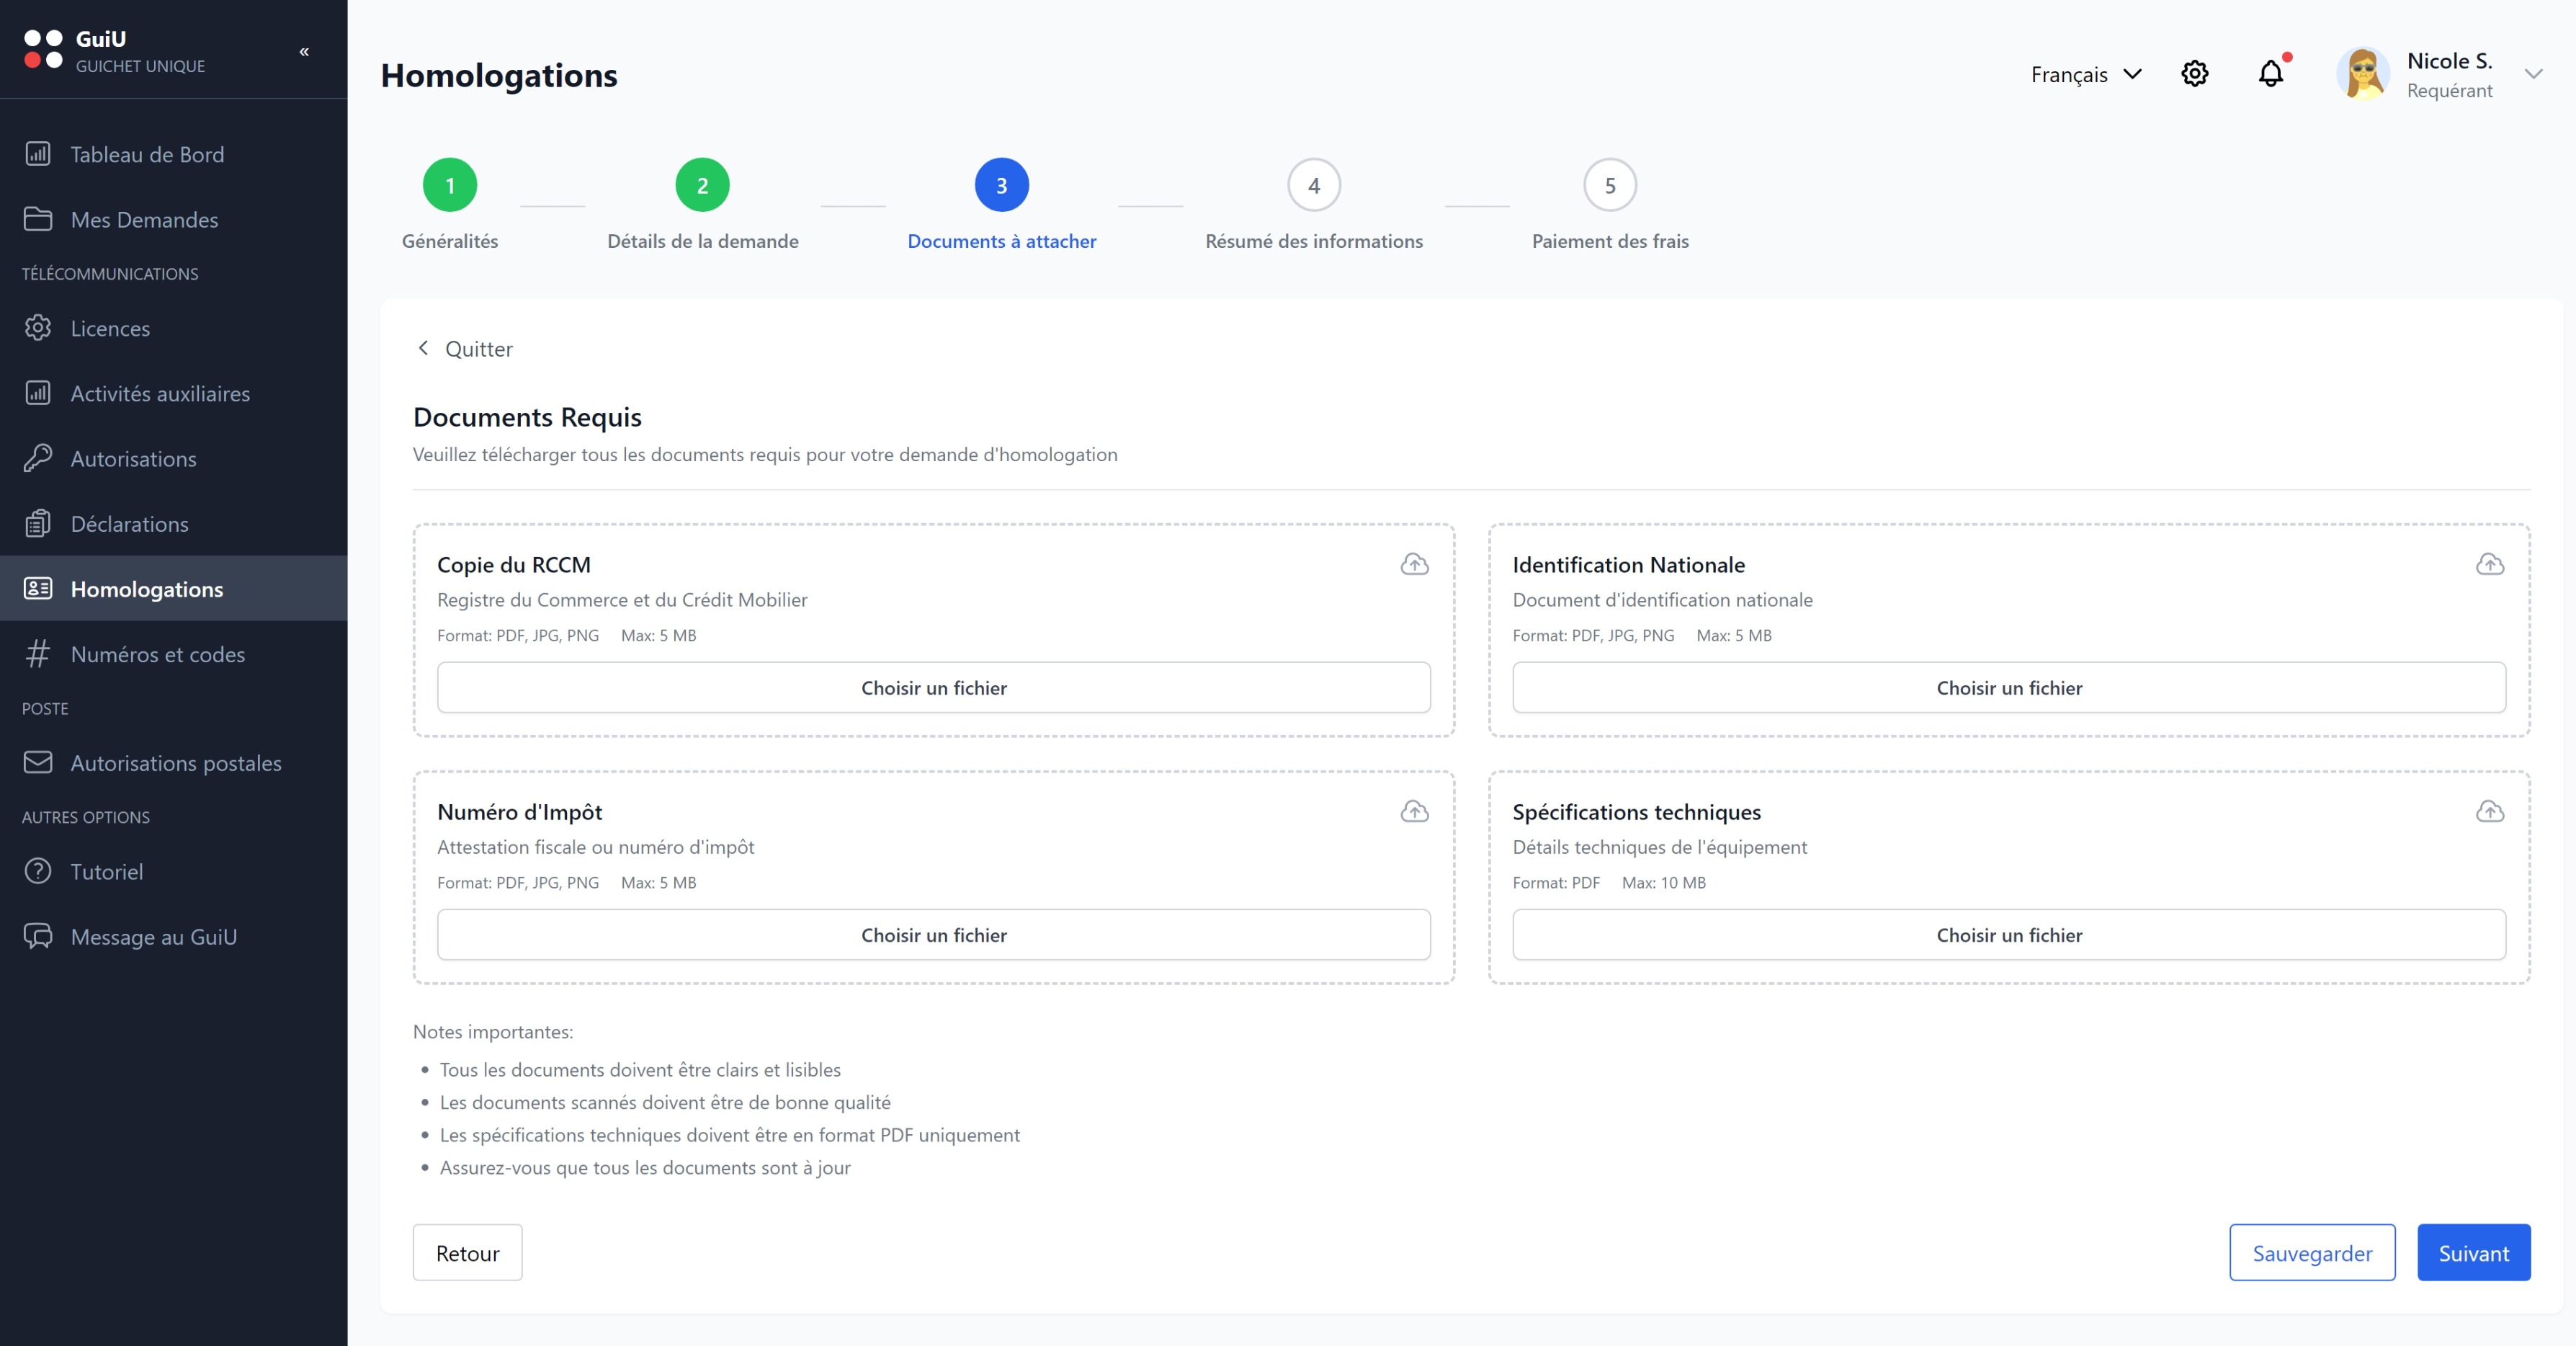 GuiU
GUICHET UNIQUE
«
Tableau de Bord
Mes Demandes
TÉLÉCOMMUNICATIONS
Licences
Activités auxiliaires
Autorisations
Déclarations
Homologations
Numéros et codes
POSTE
Autorisations postales
AUTRES OPTIONS
Tutoriel
Message au GuiU
Homologations
Français
Nicole S.
Requérant
1
Généralités
2
Détails de la demande
3
Documents à attacher
4
Résumé des informations
5
Paiement des frais
Quitter
Documents Requis
Veuillez télécharger tous les documents requis pour votre demande d'homologation
Copie du RCCM
Registre du Commerce et du Crédit Mobilier
Format: PDF, JPG, PNG Max: 5 MB
Choisir un fichier
Identification Nationale
Document d'identification nationale
Format: PDF, JPG, PNG Max: 5 MB
Choisir un fichier
Numéro d'Impôt
Attestation fiscale ou numéro d'impôt
Format: PDF, JPG, PNG Max: 5 MB
Choisir un fichier
Spécifications techniques
Détails techniques de l'équipement
Format: PDF Max: 10 MB
Choisir un fichier
Notes importantes:
• Tous les documents doivent être clairs et lisibles
• Les documents scannés doivent être de bonne qualité
• Les spécifications techniques doivent être en format PDF uniquement
• Assurez-vous que tous les documents sont à jour
Retour
Sauvegarder
Suivant